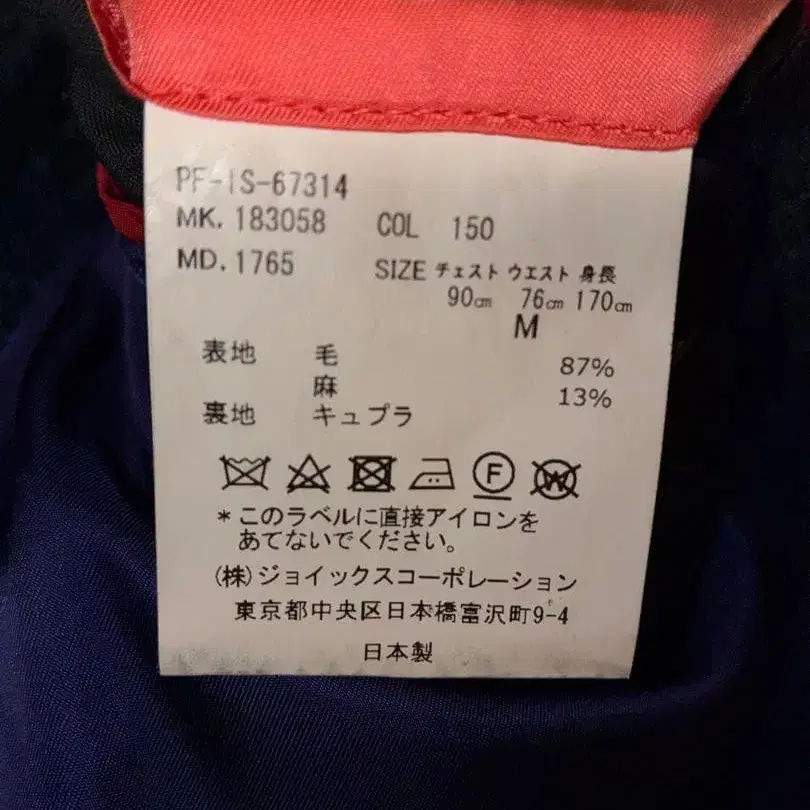 PF-IS-67314
MK. 183058 COL 150
MD. 1765 SIZE チェスト ウエスト 身長
90㎝ 76㎝ 170㎝
M
表地 毛 87%
麻 13%
裏地 キュプラ
F W
*このラベルに直接アイロンを
あてないでください。
(株)ジョイックスコーポレーション
東京都中央区日本橋富沢町9-4
日本製